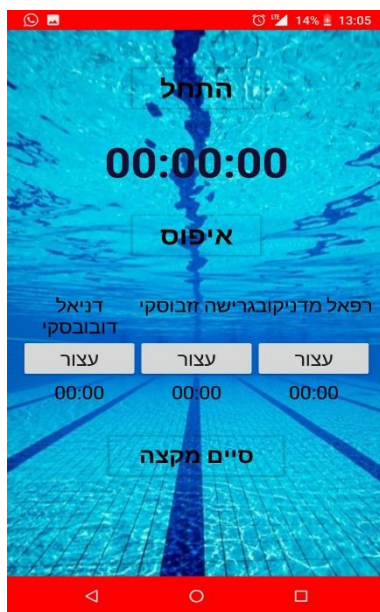 14% 13:05
התחל
00:00:00
איפוס
רפאל מדניקוב גרישה זבוסקי דניאל
דובובסקי
עצור עצור עצור
00:00 00:00 00:00
סיים מקצה